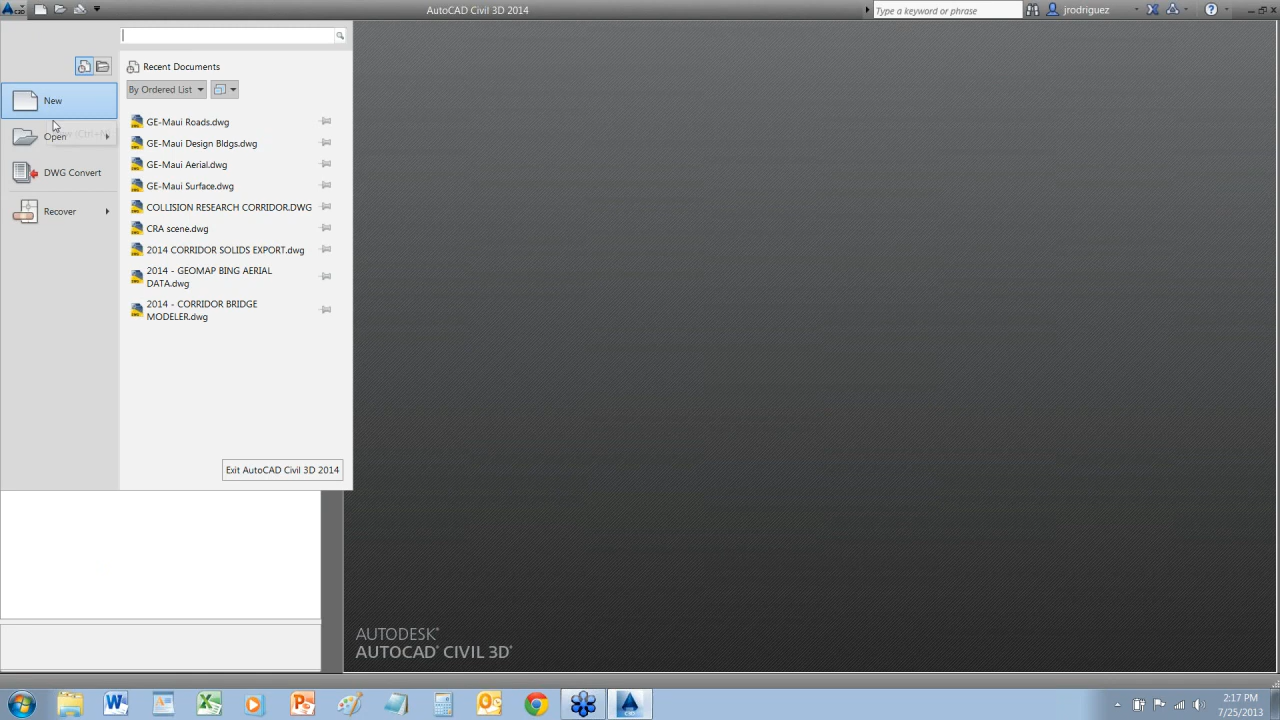 AutoCAD Civil 3D 2014
Type a keyword or phrase
jrodriguez
Recent Documents
By Ordered List
New
Open
DWG Convert
Recover
GE-Maui Roads.dwg
GE-Maui Design Bldgs.dwg
GE-Maui Aerial.dwg
GE-Maui Surface.dwg
COLLISION RESEARCH CORRIDOR.DWG
CRA scene.dwg
2014 CORRIDOR SOLIDS EXPORT.dwg
2014 - GEOMAP BING AERIAL
DATA.dwg
2014 - CORRIDOR BRIDGE
MODELER.dwg
Exit AutoCAD Civil 3D 2014
AUTODESK®
AUTOCAD® CIVIL 3D®
2:17 PM
7/25/2013